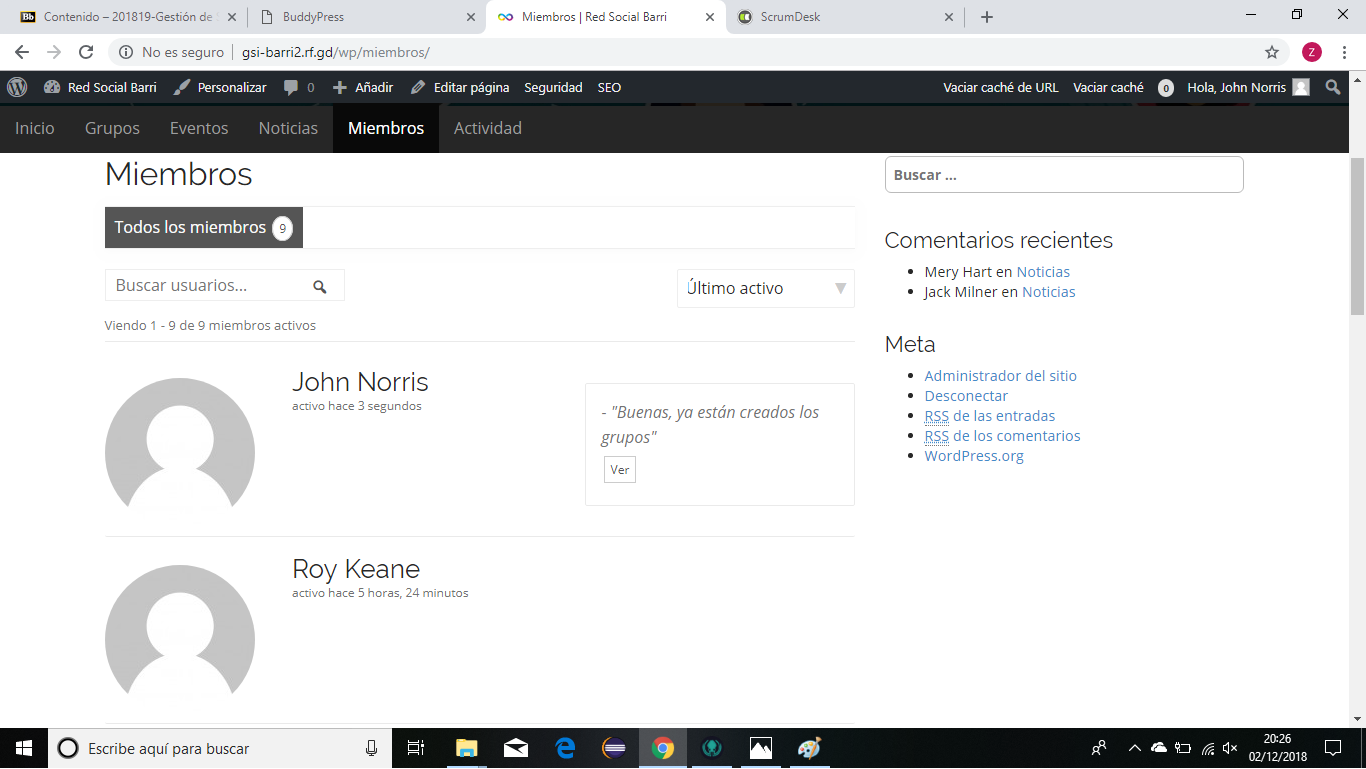 Bb Contenido – 201819-Gestión de
BuddyPress
Miembros | Red Social Barri
ScrumDesk
No es seguro | gsi-barri2.rf.gd/wp/miembros/
Z
Red Social Barri Personalizar 0 Añadir Editar página Seguridad SEO Vaciar caché de URL Vaciar caché 0 Hola, John Norris
Inicio Grupos Eventos Noticias Miembros Actividad
Miembros
Todos los miembros 9
Buscar usuarios...
Último activo
Viendo 1 - 9 de 9 miembros activos
John Norris
activo hace 3 segundos
- "Buenas, ya están creados los
grupos"
Ver
Roy Keane
activo hace 5 horas, 24 minutos
Buscar ...
Comentarios recientes
Mery Hart en Noticias
Jack Milner en Noticias
Meta
Administrador del sitio
Desconectar
RSS de las entradas
RSS de los comentarios
WordPress.org
Escribe aquí para buscar
20:26
02/12/2018